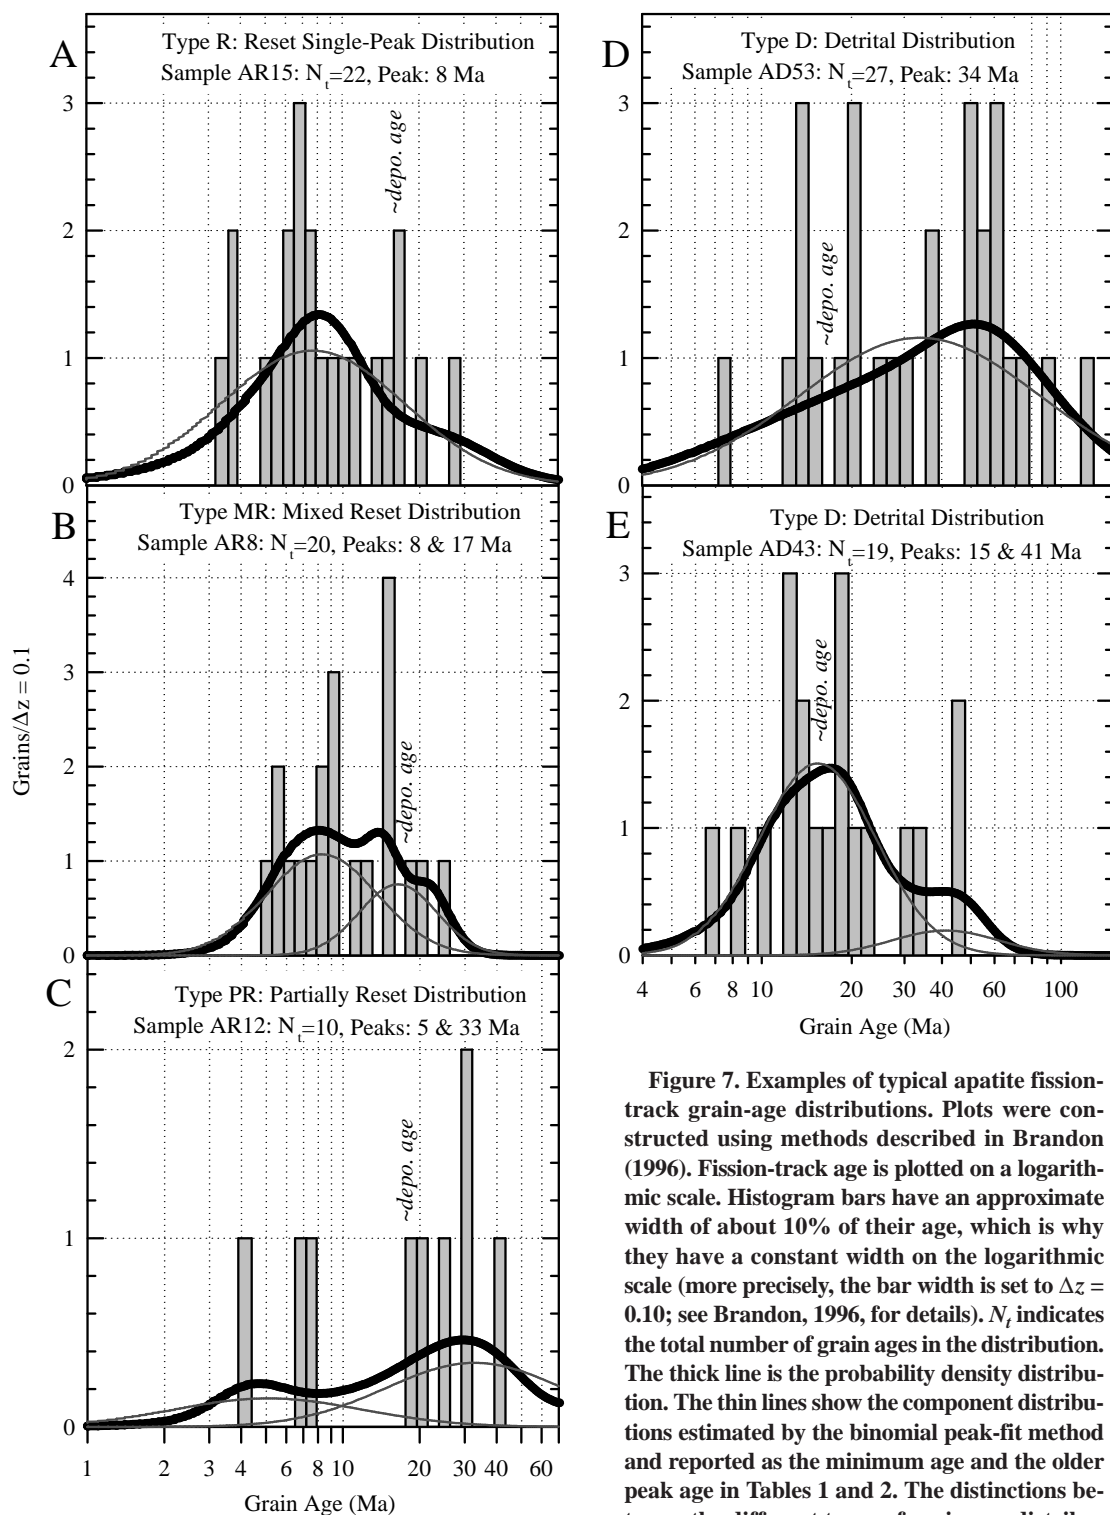 A
Type R: Reset Single-Peak Distribution
Sample AR15: Nt=22, Peak: 8 Ma
~depo. age
3
2
1
0
B
Type MR: Mixed Reset Distribution
Sample AR8: Nt=20, Peaks: 8 & 17 Ma
~depo. age
4
3
2
1
0
Grains/Δz = 0.1
C
Type PR: Partially Reset Distribution
Sample AR12: Nt=10, Peaks: 5 & 33 Ma
~depo. age
2
1
0
1 2 3 4 6 8 10 20 30 40 60
Grain Age (Ma)
D
Type D: Detrital Distribution
Sample AD53: Nt=27, Peak: 34 Ma
~depo. age
3
2
1
0
E
Type D: Detrital Distribution
Sample AD43: Nt=19, Peaks: 15 & 41 Ma
~depo. age
3
2
1
0
4 6 8 10 20 30 40 60 100
Grain Age (Ma)
Figure 7. Examples of typical apatite fission-
track grain-age distributions. Plots were con-
structed using methods described in Brandon
(1996). Fission-track age is plotted on a logarith-
mic scale. Histogram bars have an approximate
width of about 10% of their age, which is why
they have a constant width on the logarithmic
scale (more precisely, the bar width is set to Δz =
0.10; see Brandon, 1996, for details). Nt indicates
the total number of grain ages in the distribution.
The thick line is the probability density distribu-
tion. The thin lines show the component distribu-
tions estimated by the binomial peak-fit method
and reported as the minimum age and the older
peak age in Tables 1 and 2. The distinctions be-